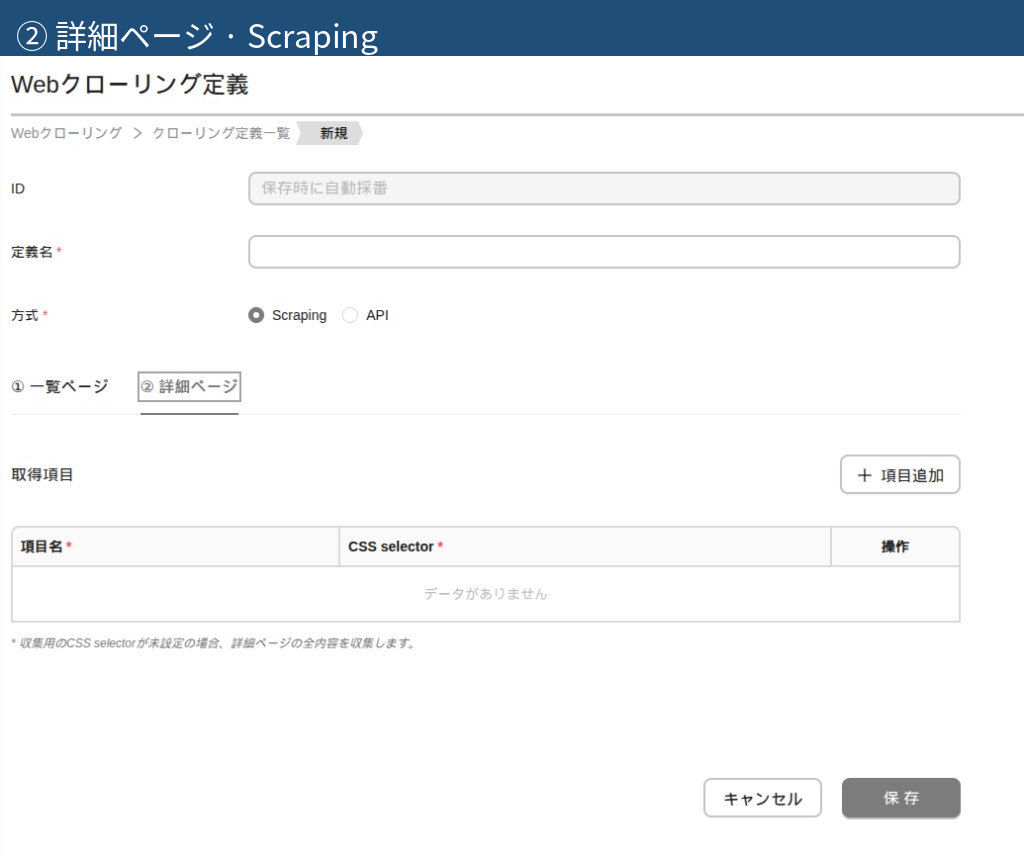 ② 詳細ページ · Scraping
Webクローリング定義
Webクローリング > クローリング定義一覧 新規
ID 保存時に自動採番
定義名 *
方式 * Scraping API
① 一覧ページ ② 詳細ページ
取得項目 + 項目追加
項目名 * CSS selector * 操作
データがありません
* 収集用のCSS selectorが未設定の場合、詳細ページの全内容を収集します。
キャンセル 保存